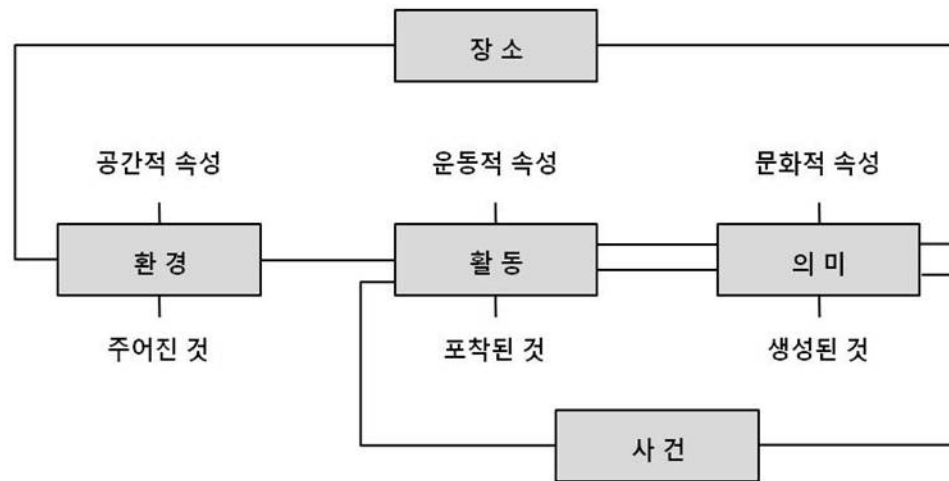 장 소
공간적 속성
운동적 속성
문화적 속성
환 경
활 동
의 미
주어진 것
포착된 것
생성된 것
사 건